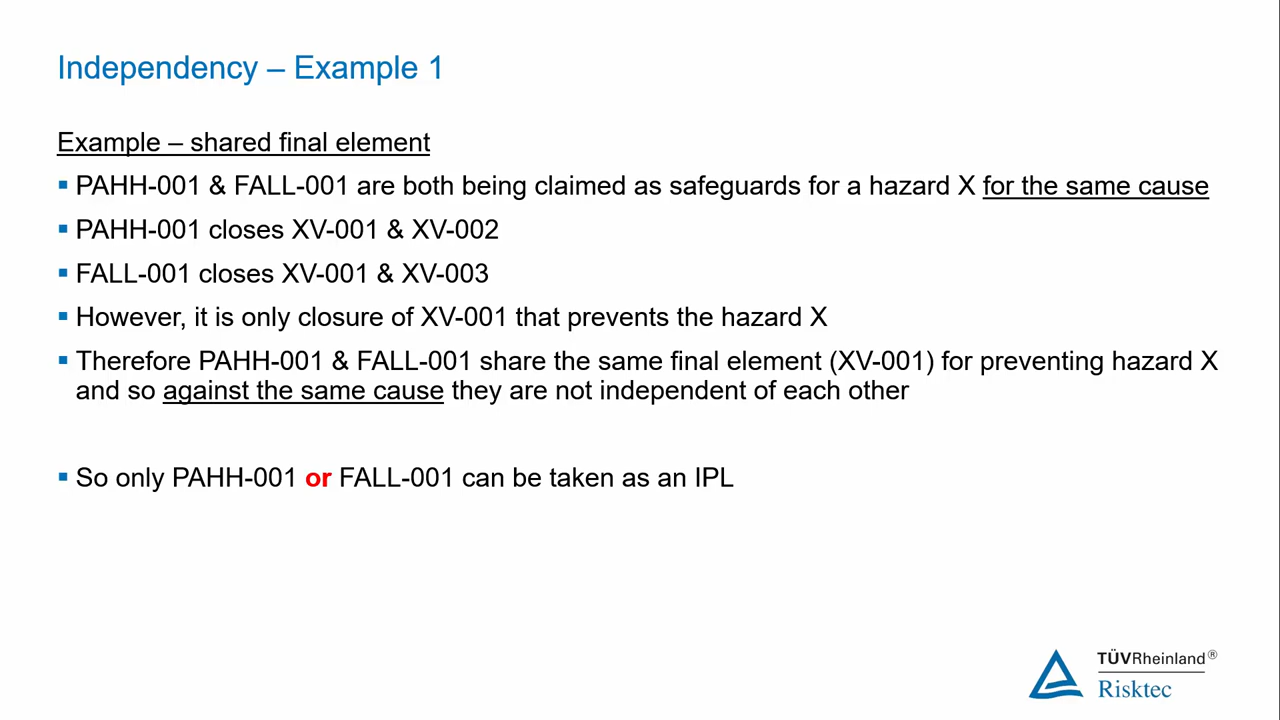 Independency – Example 1
Example – shared final element
▪ PAHH-001 & FALL-001 are both being claimed as safeguards for a hazard X for the same cause
▪ PAHH-001 closes XV-001 & XV-002
▪ FALL-001 closes XV-001 & XV-003
▪ However, it is only closure of XV-001 that prevents the hazard X
▪ Therefore PAHH-001 & FALL-001 share the same final element (XV-001) for preventing hazard X
and so against the same cause they are not independent of each other
▪ So only PAHH-001 or FALL-001 can be taken as an IPL
TÜVRheinland®
Risktec